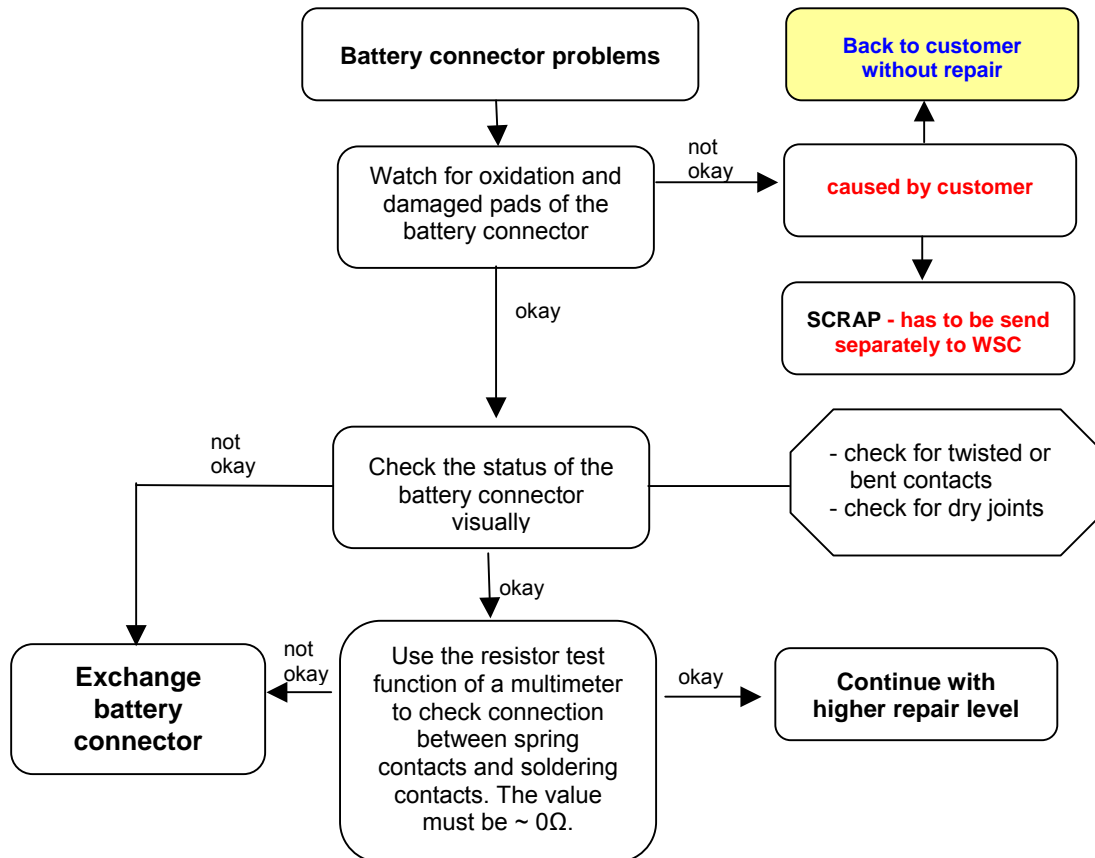 Battery connector problems
Back to customer
without repair
not
okay
Watch for oxidation and
damaged pads of the
battery connector
caused by customer
okay
SCRAP - has to be send
separately to WSC
not
okay
Check the status of the
battery connector
visually
- check for twisted or
bent contacts
- check for dry joints
okay
not
okay
Exchange
battery
connector
Use the resistor test
function of a multimeter
to check connection
between spring
contacts and soldering
contacts. The value
must be ~ 0Ω.
okay
Continue with
higher repair level